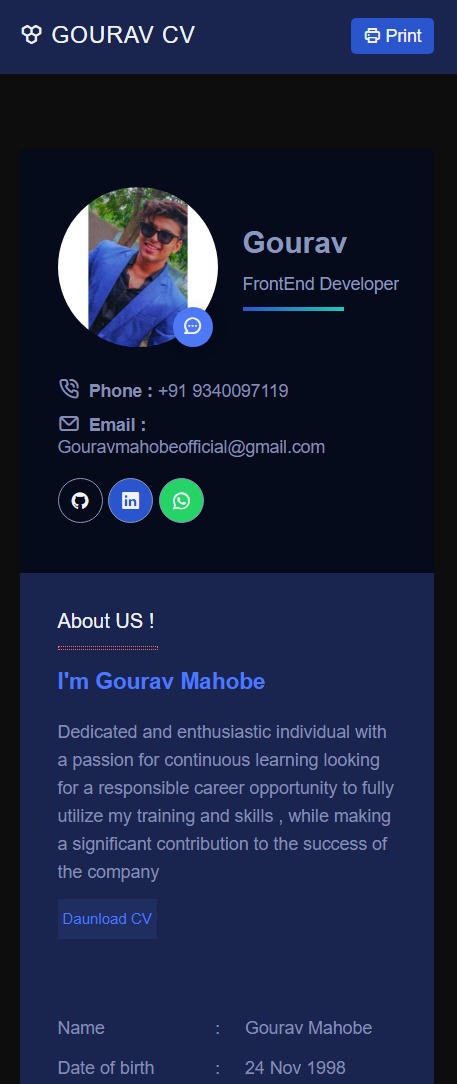 GOURAV CV
Print
Gourav
FrontEnd Developer
Phone : +91 9340097119
Email :
Gouravmahobeofficial@gmail.com
in
About US !
I'm Gourav Mahobe
Dedicated and enthusiastic individual with
a passion for continuous learning looking
for a responsible career opportunity to fully
utilize my training and skills , while making
a significant contribution to the success of
the company
Daunload CV
Name : Gourav Mahobe
Date of birth : 24 Nov 1998